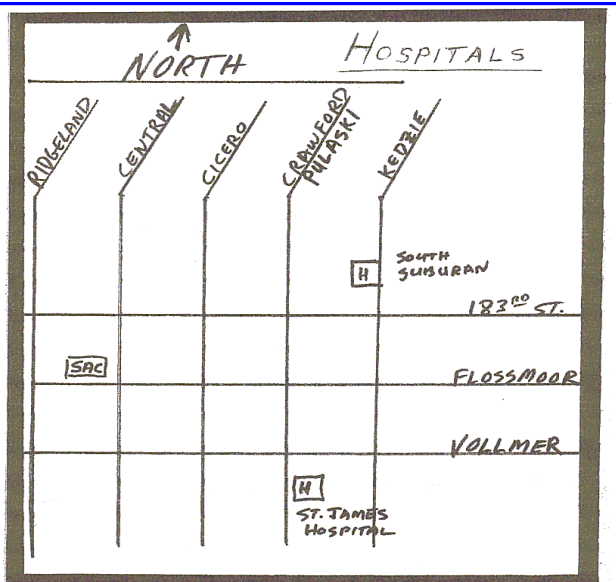 NORTH
HOSPITALS
RIDGELAND
CENTRAL
CICERO
CRAWFORD
PULASKI
KEDZIE
H
SOUTH
SUBURAN
183RD ST.
SAC
FLOSSMOOR
VOLLMER
H
ST. JAMES
HOSPITAL